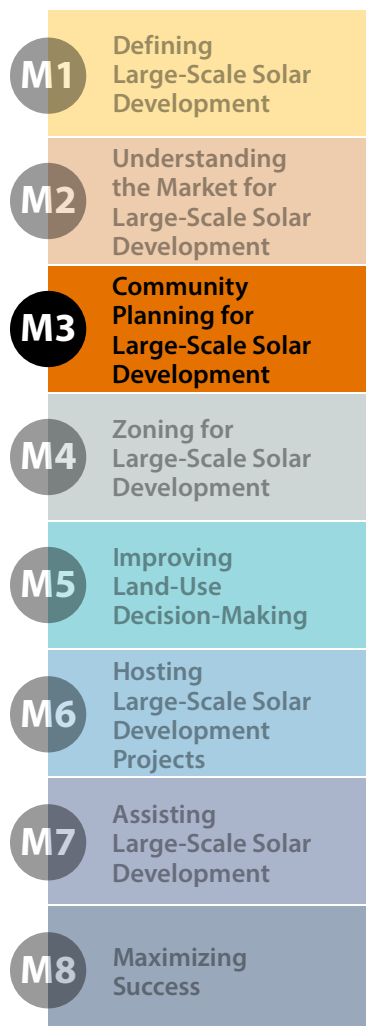 M1
Defining
Large-Scale Solar
Development
M2
Understanding
the Market for
Large-Scale Solar
Development
M3
Community
Planning for
Large-Scale Solar
Development
M4
Zoning for
Large-Scale Solar
Development
M5
Improving
Land-Use
Decision-Making
M6
Hosting
Large-Scale Solar
Development
Projects
M7
Assisting
Large-Scale Solar
Development
M8
Maximizing
Success